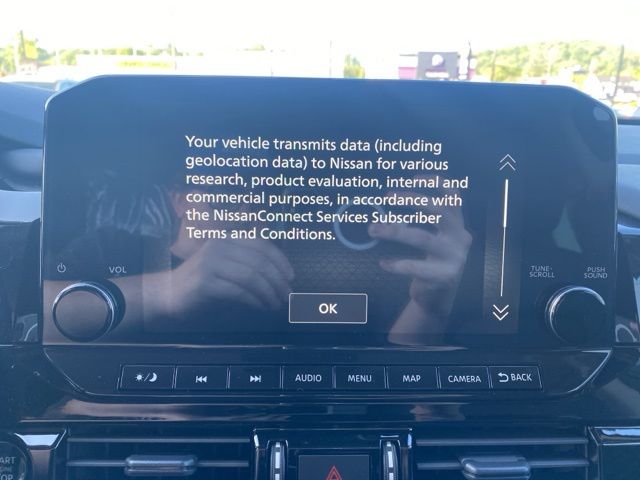 Your vehicle transmits data (including
geolocation data) to Nissan for various
research, product evaluation, internal and
commercial purposes, in accordance with
the NissanConnect Services Subscriber
Terms and Conditions.
VOL
TUNE·
SCROLL
PUSH
SOUND
OK
AUDIO
MENU
MAP
CAMERA
BACK